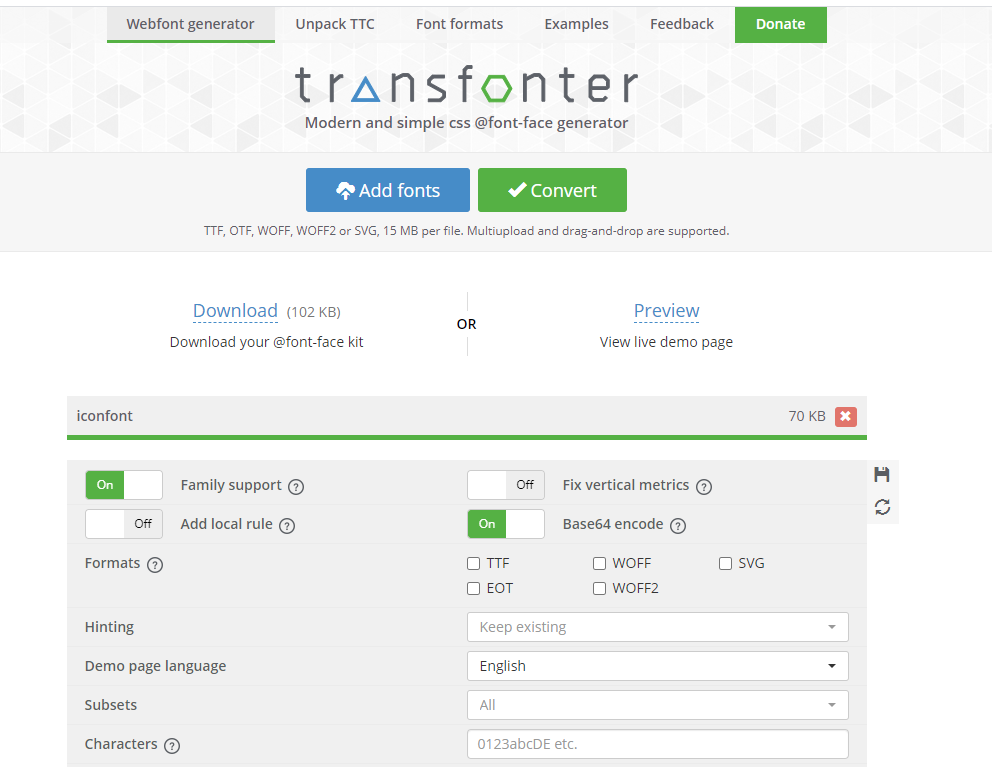 Webfont generator Unpack TTC Font formats Examples Feedback Donate
transfonter
Modern and simple css @font-face generator
Add fonts Convert
TTF, OTF, WOFF, WOFF2 or SVG, 15 MB per file. Multiupload and drag-and-drop are supported.
Download (102 KB) OR Preview
Download your @font-face kit View live demo page
iconfont 70 KB
On Family support ? Off Fix vertical metrics ?
Off Add local rule ? On Base64 encode ?
Formats ? TTF WOFF SVG
EOT WOFF2
Hinting Keep existing
Demo page language English
Subsets All
Characters ? 0123abcDE etc.